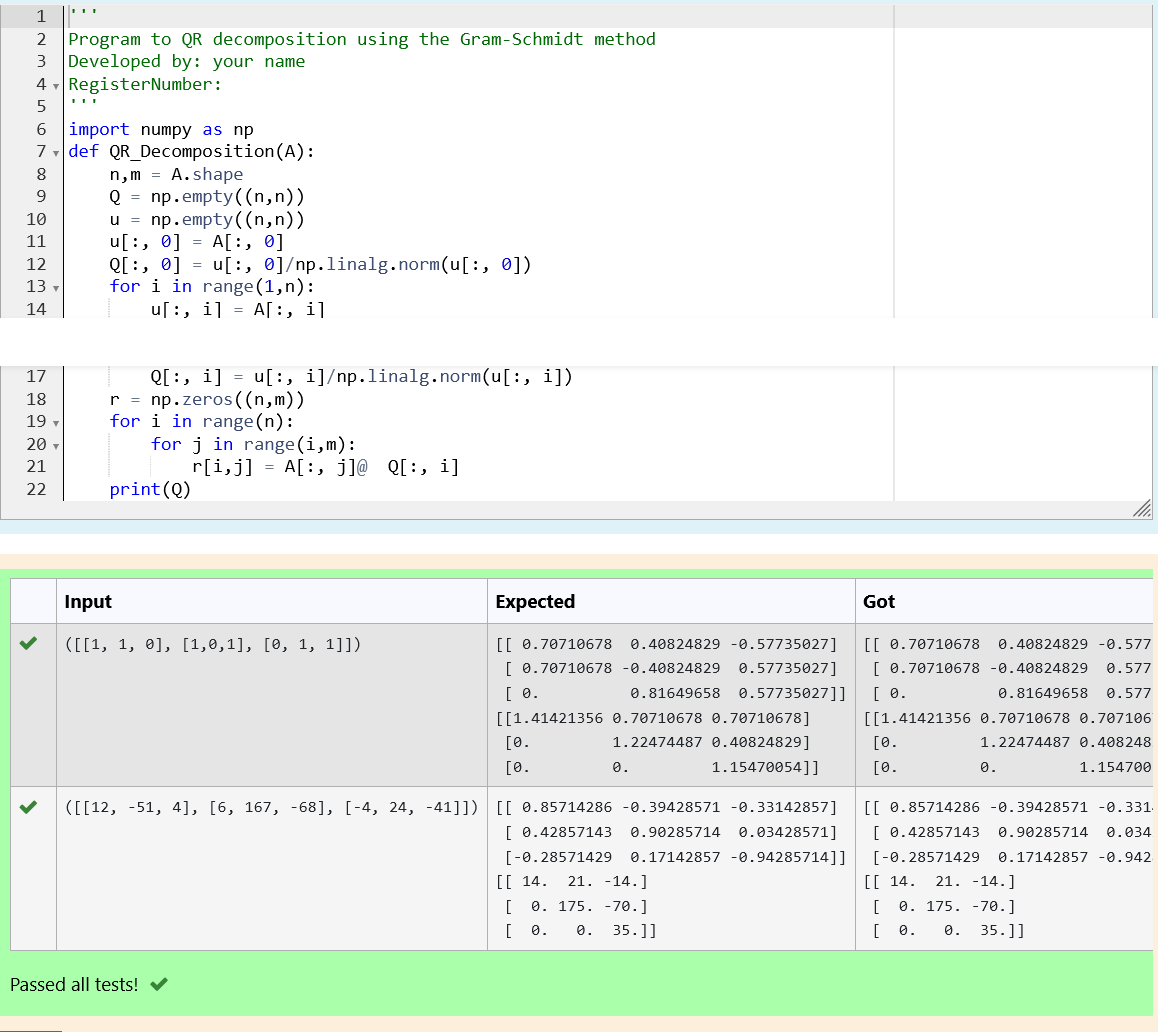 1 '''
2 Program to QR decomposition using the Gram-Schmidt method
3 Developed by: your name
4 RegisterNumber:
5 '''
6 import numpy as np
7 def QR_Decomposition(A):
8     n,m = A.shape
9     Q = np.empty((n,n))
10     u = np.empty((n,n))
11     u[:, 0] = A[:, 0]
12     Q[:, 0] = u[:, 0]/np.linalg.norm(u[:, 0])
13     for i in range(1,n):
14         u[:, i] = A[:, i]
17         Q[:, i] = u[:, i]/np.linalg.norm(u[:, i])
18     r = np.zeros((n,m))
19     for i in range(n):
20         for j in range(i,m):
21             r[i,j] = A[:, j]@  Q[:, i]
22     print(Q)
Input Expected Got
([[1, 1, 0], [1,0,1], [0, 1, 1]]) [[ 0.70710678  0.40824829 -0.57735027] [[ 0.70710678  0.40824829 -0.577
[ 0.70710678 -0.40824829  0.57735027] [ 0.70710678 -0.40824829  0.577
[ 0.          0.81649658  0.57735027]] [ 0.          0.81649658  0.577
[[1.41421356 0.70710678 0.70710678] [[1.41421356 0.70710678 0.707106
[0.         1.22474487 0.40824829] [0.         1.22474487 0.408248
[0.         0.         1.15470054]] [0.         0.         1.154700
([[12, -51, 4], [6, 167, -68], [-4, 24, -41]]) [[ 0.85714286 -0.39428571 -0.33142857] [[ 0.85714286 -0.39428571 -0.331
[ 0.42857143  0.90285714  0.03428571] [ 0.42857143  0.90285714  0.034
[-0.28571429  0.17142857 -0.94285714]] [-0.28571429  0.17142857 -0.942
[[ 14.  21. -14.] [[ 14.  21. -14.]
[  0. 175. -70.] [  0. 175. -70.]
[  0.   0.  35.]] [  0.   0.  35.]]
Passed all tests!